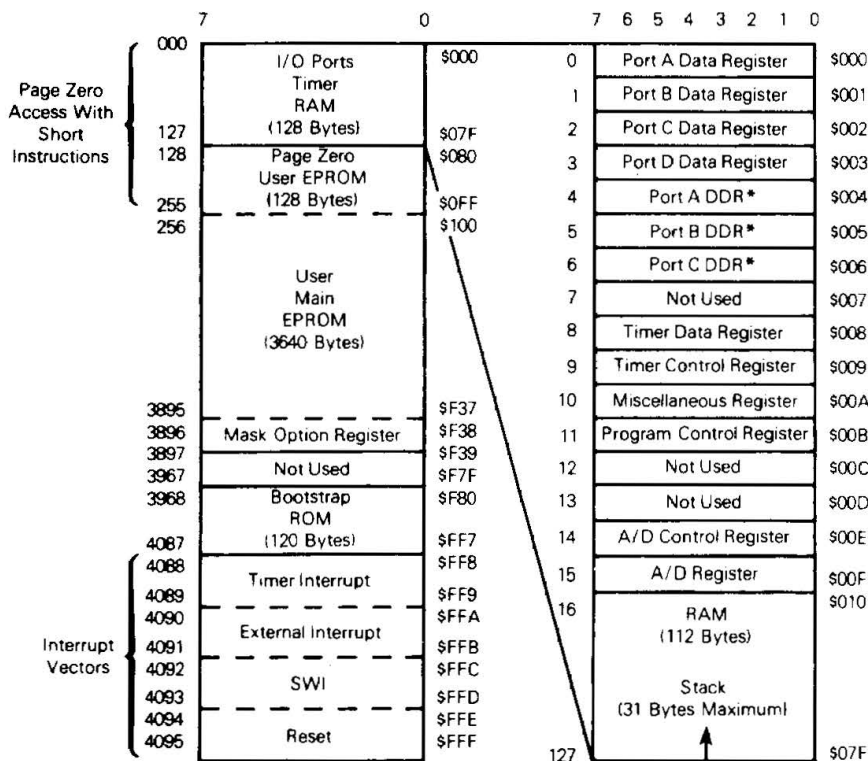 7 0
000
I/O Ports
Timer
RAM
(128 Bytes)
$000
Page Zero
Access With
Short
Instructions
127
$07F
128
Page Zero
User EPROM
(128 Bytes)
$080
255
$0FF
256
$100
User
Main
EPROM
(3640 Bytes)
3895
$F37
3896
Mask Option Register
$F38
3897
$F39
Not Used
3967
$F7F
3968
Bootstrap
ROM
(120 Bytes)
$F80
4087
$FF7
4088
$FF8
Timer Interrupt
4089
$FF9
4090
$FFA
External Interrupt
4091
$FFB
Interrupt
Vectors
4092
$FFC
SWI
4093
$FFD
4094
$FFE
Reset
4095
$FFF
7 6 5 4 3 2 1 0
0 Port A Data Register $000
1 Port B Data Register $001
2 Port C Data Register $002
3 Port D Data Register $003
4 Port A DDR* $004
5 Port B DDR* $005
6 Port C DDR* $006
7 Not Used $007
8 Timer Data Register $008
9 Timer Control Register $009
10 Miscellaneous Register $00A
11 Program Control Register $00B
12 Not Used $00C
13 Not Used $00D
14 A/D Control Register $00E
15 A/D Register $00F
16 $010
RAM
(112 Bytes)
Stack
(31 Bytes Maximum)
127 $07F